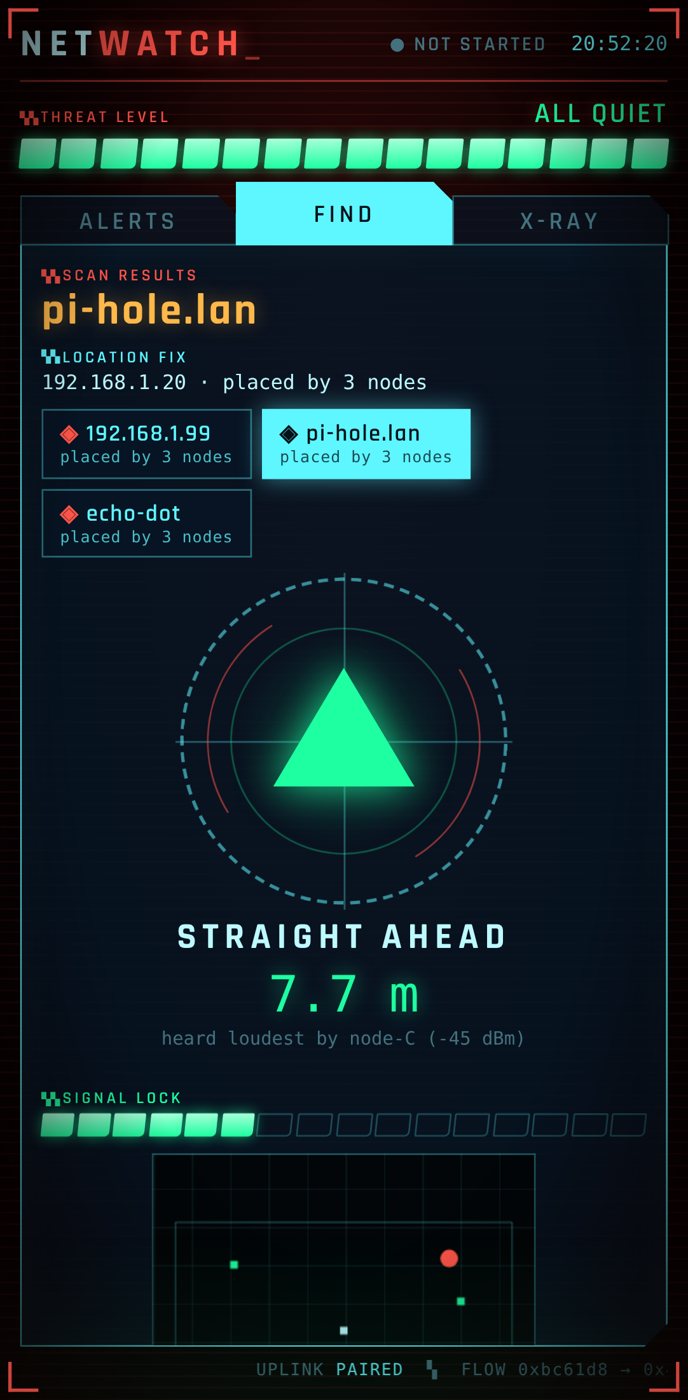 NETWATCH_
NOT STARTED 20:52:20
THREAT LEVEL
ALL QUIET
ALERTS
FIND
X-RAY
SCAN RESULTS
pi-hole.lan
LOCATION FIX
192.168.1.20 · placed by 3 nodes
192.168.1.99
placed by 3 nodes
pi-hole.lan
placed by 3 nodes
echo-dot
placed by 3 nodes
STRAIGHT AHEAD
7.7 m
heard loudest by node-C (-45 dBm)
SIGNAL LOCK
UPLINK PAIRED FLOW 0xbc61d8 → 0x